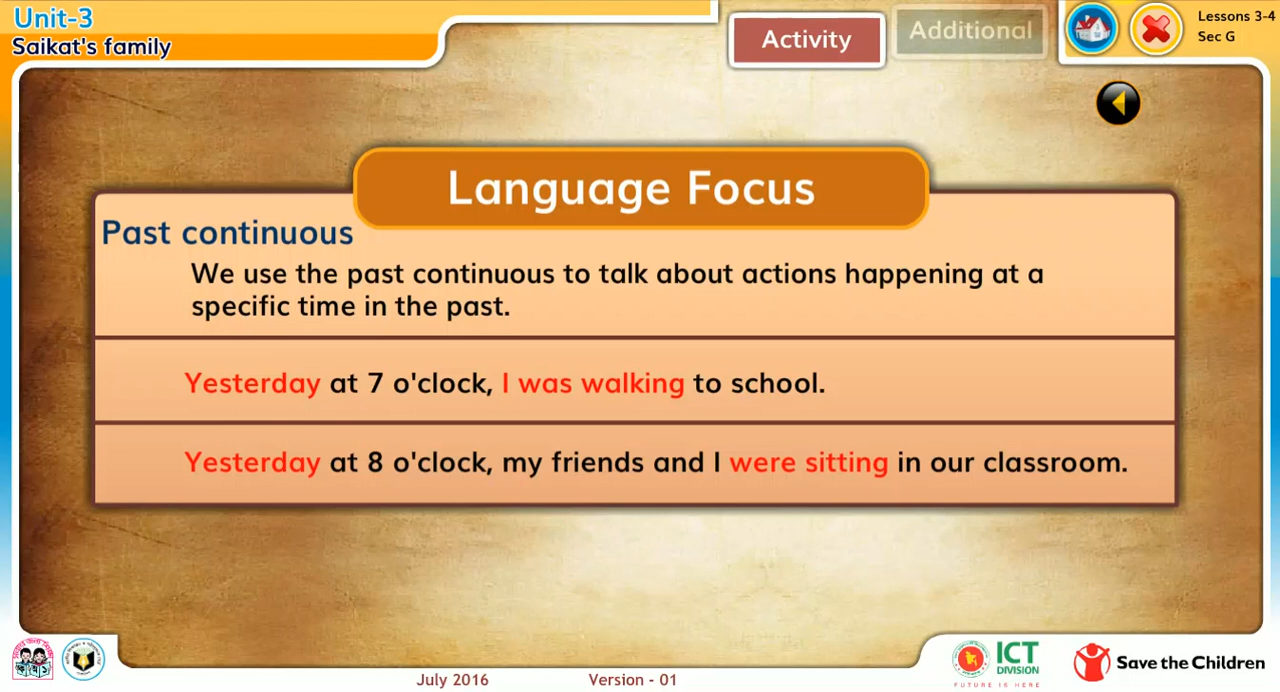 Unit-3
Saikat's family
Activity
Additional
Lessons 3-4
Sec G
Language Focus
Past continuous
We use the past continuous to talk about actions happening at a
specific time in the past.
Yesterday at 7 o'clock, I was walking to school.
Yesterday at 8 o'clock, my friends and I were sitting in our classroom.
ICT
DIVISION
FUTURE IS HERE
Save the Children
July 2016
Version - 01